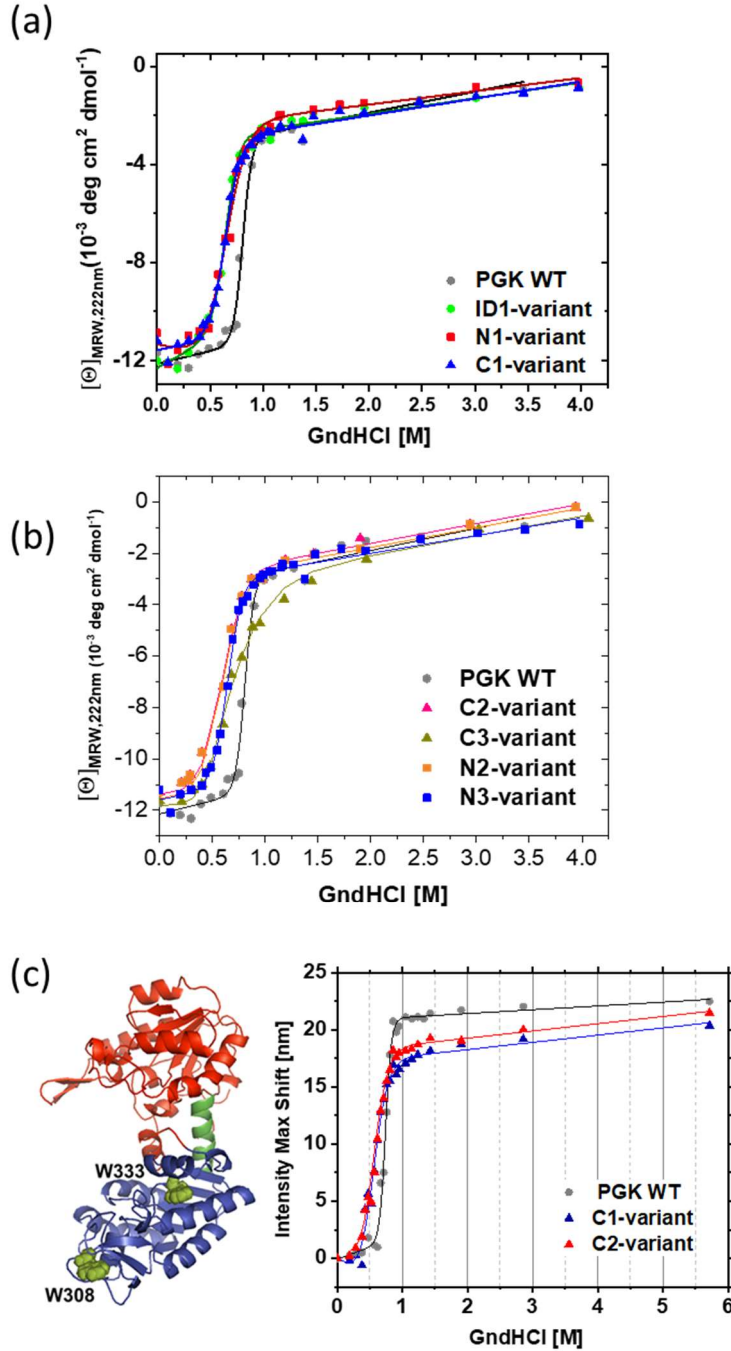 (a)
0
-4
-8
-12
[Θ]MRW,222nm(10⁻³ deg cm² dmol⁻¹)
PGK WT
ID1-variant
N1-variant
C1-variant
0.0 0.5 1.0 1.5 2.0 2.5 3.0 3.5 4.0
GndHCl [M]
(b)
0
-2
-4
-6
-8
-10
-12
[Θ]MRW,222nm (10⁻³ deg cm² dmol⁻¹)
PGK WT
C2-variant
C3-variant
N2-variant
N3-variant
0.0 0.5 1.0 1.5 2.0 2.5 3.0 3.5 4.0
GndHCl [M]
(c)
W333
W308
25
20
15
10
5
0
Intensity Max Shift [nm]
PGK WT
C1-variant
C2-variant
0 1 2 3 4 5 6
GndHCl [M]